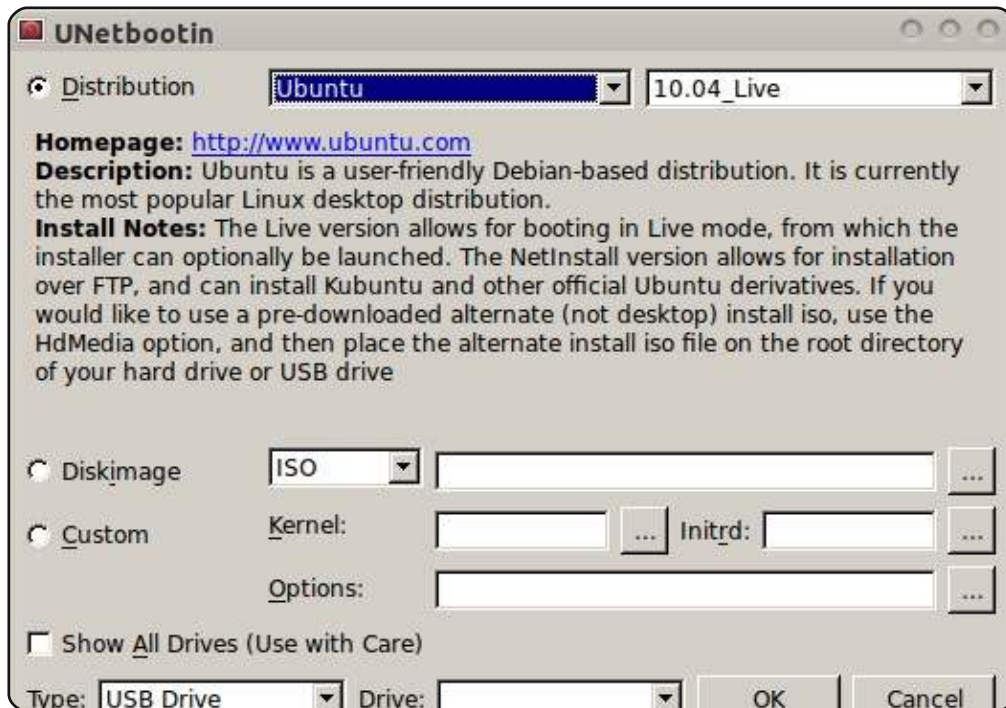 UNetbootin
Distribution Ubuntu 10.04_Live
Homepage: http://www.ubuntu.com
Description: Ubuntu is a user-friendly Debian-based distribution. It is currently
the most popular Linux desktop distribution.
Install Notes: The Live version allows for booting in Live mode, from which the
installer can optionally be launched. The NetInstall version allows for installation
over FTP, and can install Kubuntu and other official Ubuntu derivatives. If you
would like to use a pre-downloaded alternate (not desktop) install iso, use the
HdMedia option, and then place the alternate install iso file on the root directory
of your hard drive or USB drive
Diskimage ISO ...
Custom Kernel: ... Initrd: ...
Options: ...
Show All Drives (Use with Care)
Type: USB Drive Drive: OK Cancel